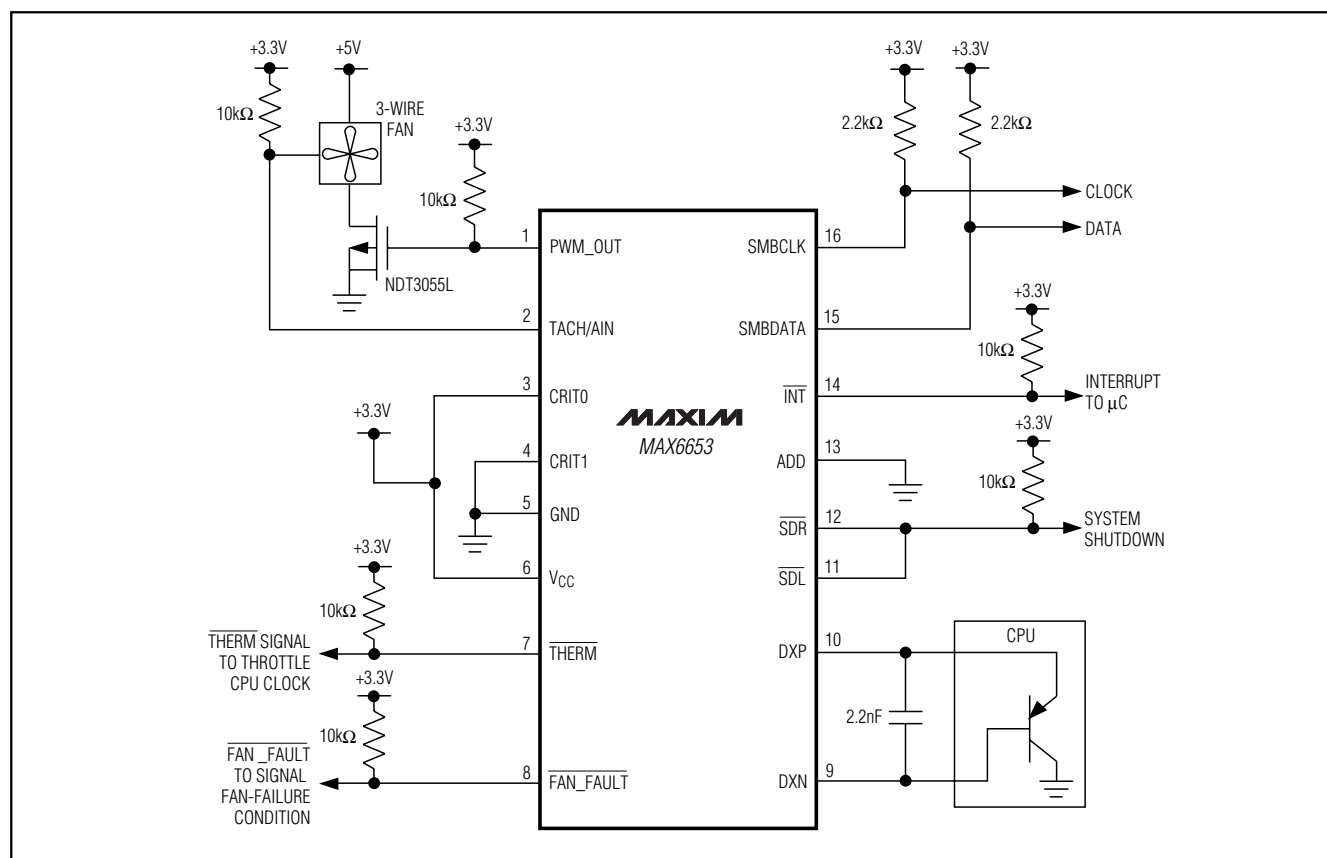 +3.3V
+5V
10kΩ
3-WIRE
FAN
+3.3V
10kΩ
NDT3055L
+3.3V
+3.3V
2.2kΩ
2.2kΩ
CLOCK
DATA
1
PWM_OUT
SMBCLK
16
2
TACH/AIN
SMBDATA
15
+3.3V
10kΩ
3
CRIT0
INT
14
INTERRUPT
TO µC
+3.3V
MAXIM
MAX6653
+3.3V
10kΩ
4
CRIT1
ADD
13
5
GND
SDR
12
SYSTEM
SHUTDOWN
6
VCC
SDL
11
+3.3V
10kΩ
THERM SIGNAL
TO THROTTLE
CPU CLOCK
7
THERM
DXP
10
CPU
2.2nF
+3.3V
10kΩ
FAN _FAULT
TO SIGNAL
FAN-FAILURE
CONDITION
8
FAN_FAULT
DXN
9